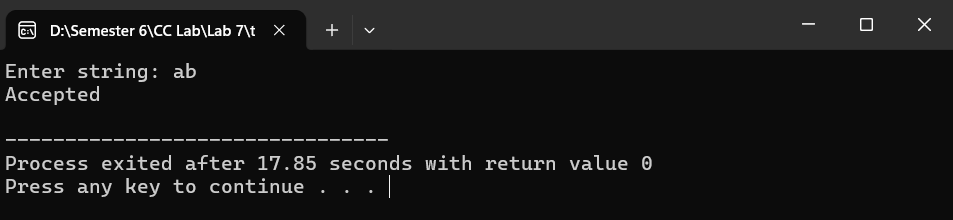 D:\Semester 6\CC Lab\Lab 7\t
Enter string: ab
Accepted
--------------------------------
Process exited after 17.85 seconds with return value 0
Press any key to continue . . .